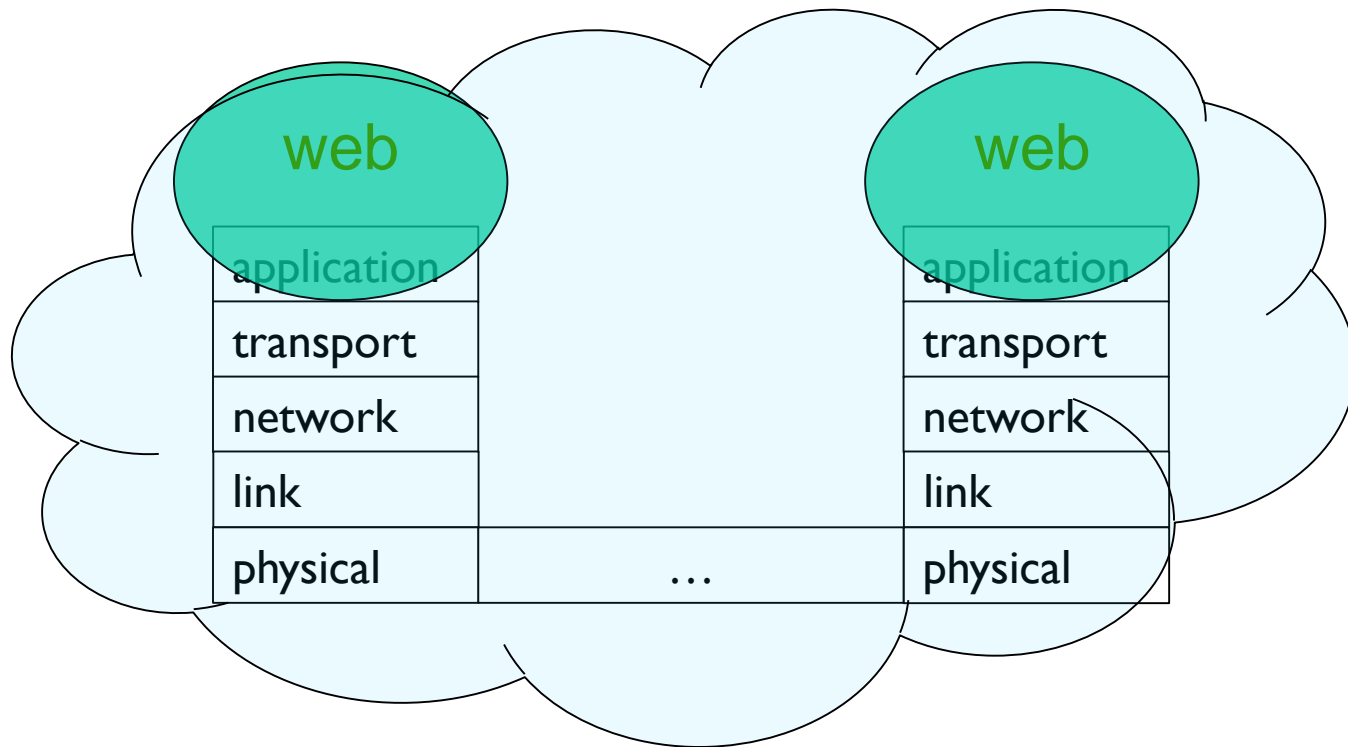 web
web
application
application
transport
transport
network
network
link
link
physical
…
physical